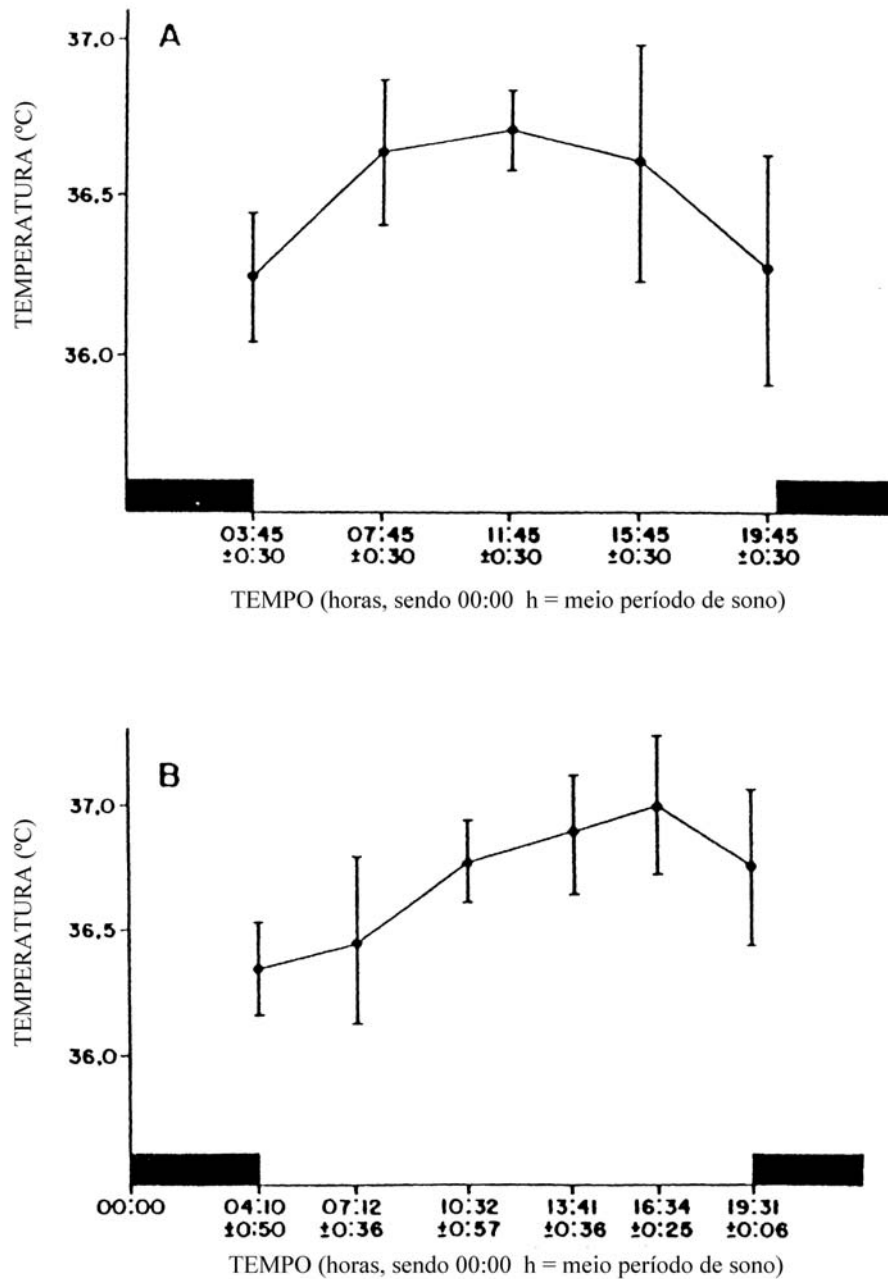 A
37.0
36.5
36.0
TEMPERATURA (ºC)
03:45 07:45 11:45 15:45 19:45
±0:30 ±0:30 ±0:30 ±0:30 ±0:30
TEMPO (horas, sendo 00:00 h = meio período de sono)
B
37.0
36.5
36.0
TEMPERATURA (ºC)
00:00 04:10 07:12 10:32 13:41 16:34 19:31
±0:50 ±0:36 ±0:57 ±0:36 ±0:25 ±0:06
TEMPO (horas, sendo 00:00 h = meio período de sono)